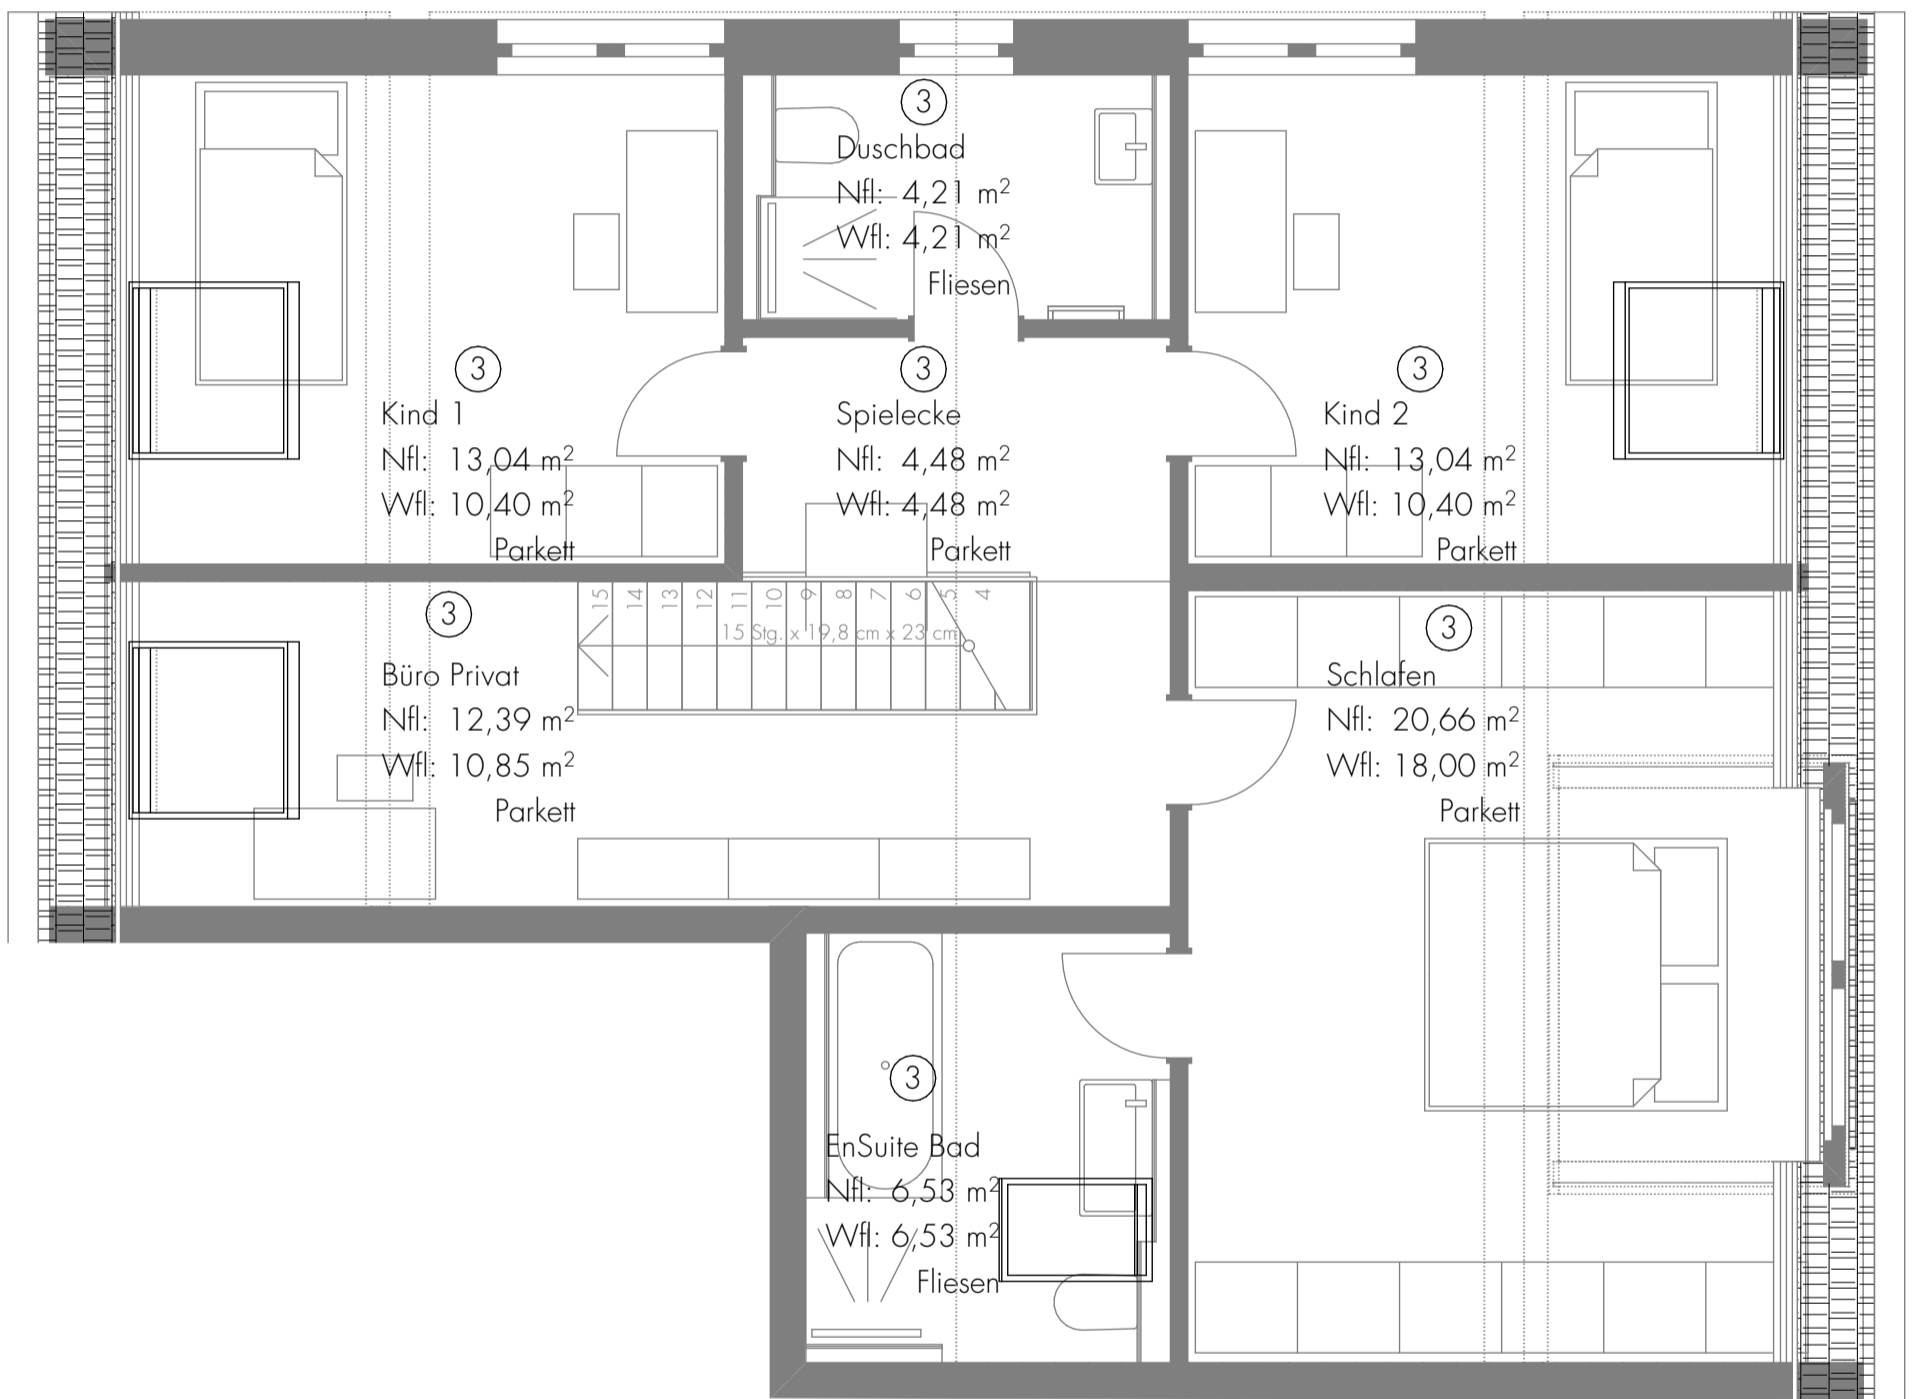 3
Duschbad
Nfl: 4,21 m²
Wfl: 4,21 m²
Fliesen
3
Kind 1
Nfl: 13,04 m²
Wfl: 10,40 m²
Parkett
3
Spielecke
Nfl: 4,48 m²
Wfl: 4,48 m²
Parkett
3
Kind 2
Nfl: 13,04 m²
Wfl: 10,40 m²
Parkett
15 14 13 12 11 10 9 8 7 6 5 4
15 Stg. x 19,8 cm x 23 cm
3
Büro Privat
Nfl: 12,39 m²
Wfl: 10,85 m²
Parkett
3
Schlafen
Nfl: 20,66 m²
Wfl: 18,00 m²
Parkett
3
EnSuite Bad
Nfl: 6,53 m²
Wfl: 6,53 m²
Fliesen